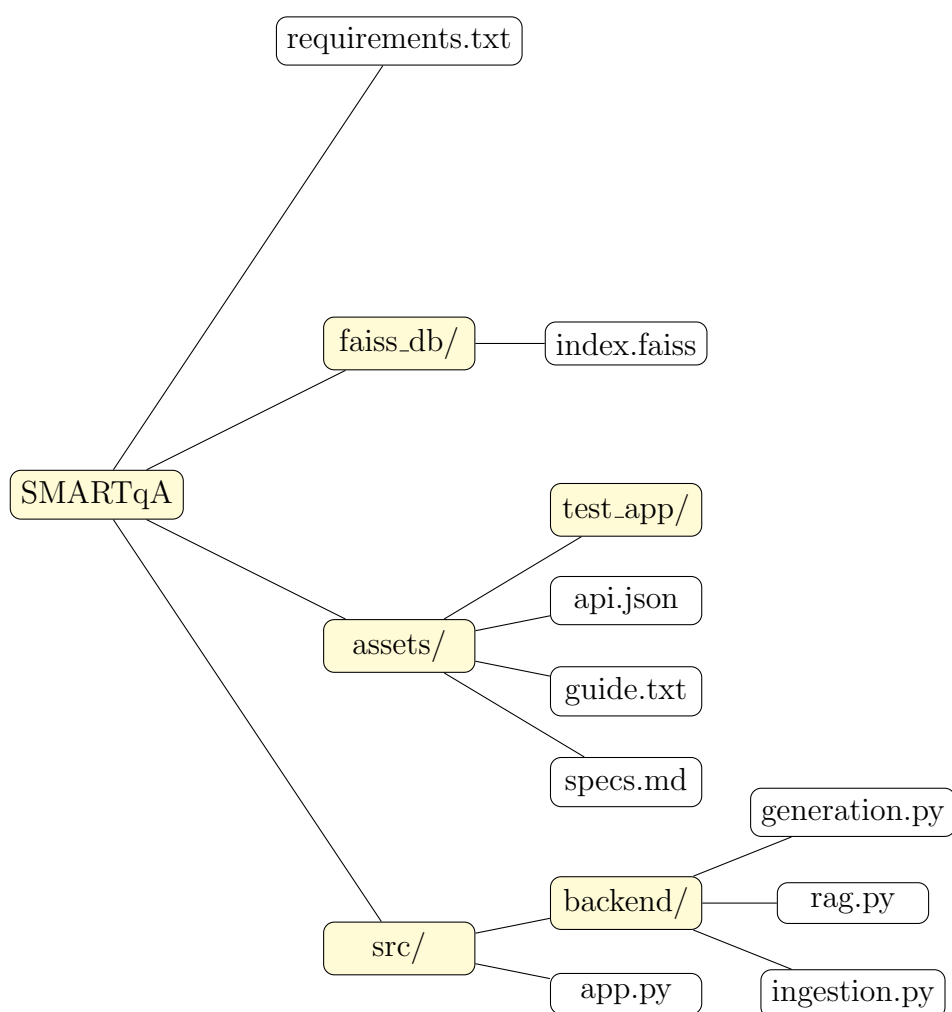 requirements.txt
faiss_db/
index.faiss
SMARTqA
test_app/
api.json
assets/
guide.txt
specs.md
generation.py
backend/
rag.py
src/
app.py
ingestion.py